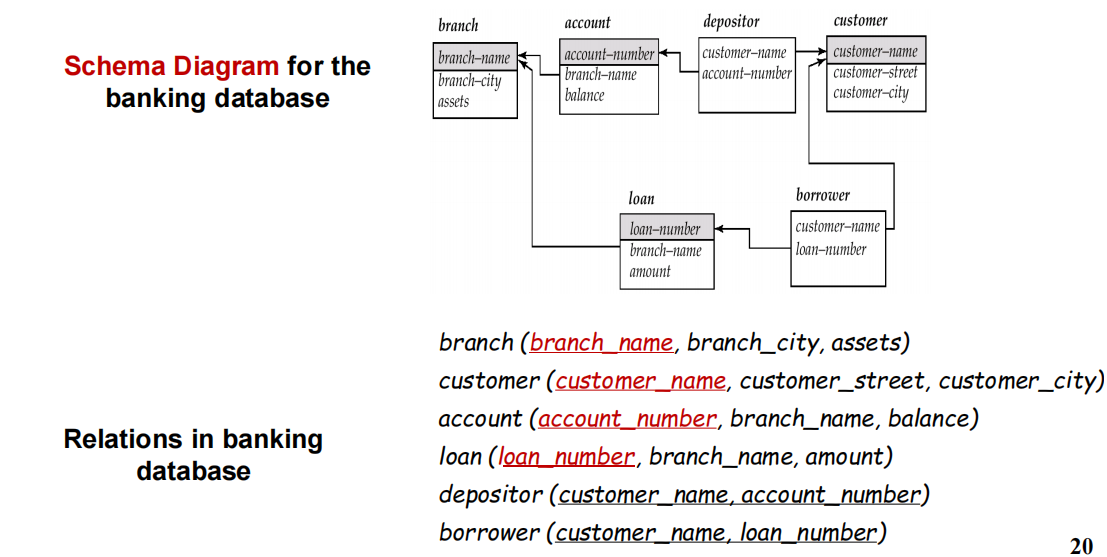 Schema Diagram for the
banking database
branch
branch–name
branch–city
assets
account
account–number
branch–name
balance
depositor
customer–name
account–number
customer
customer–name
customer–street
customer–city
loan
loan–number
branch–name
amount
borrower
customer–name
loan–number
Relations in banking
database
branch (branch_name, branch_city, assets)
customer (customer_name, customer_street, customer_city)
account (account_number, branch_name, balance)
loan (loan_number, branch_name, amount)
depositor (customer_name, account_number)
borrower (customer_name, loan_number)
20